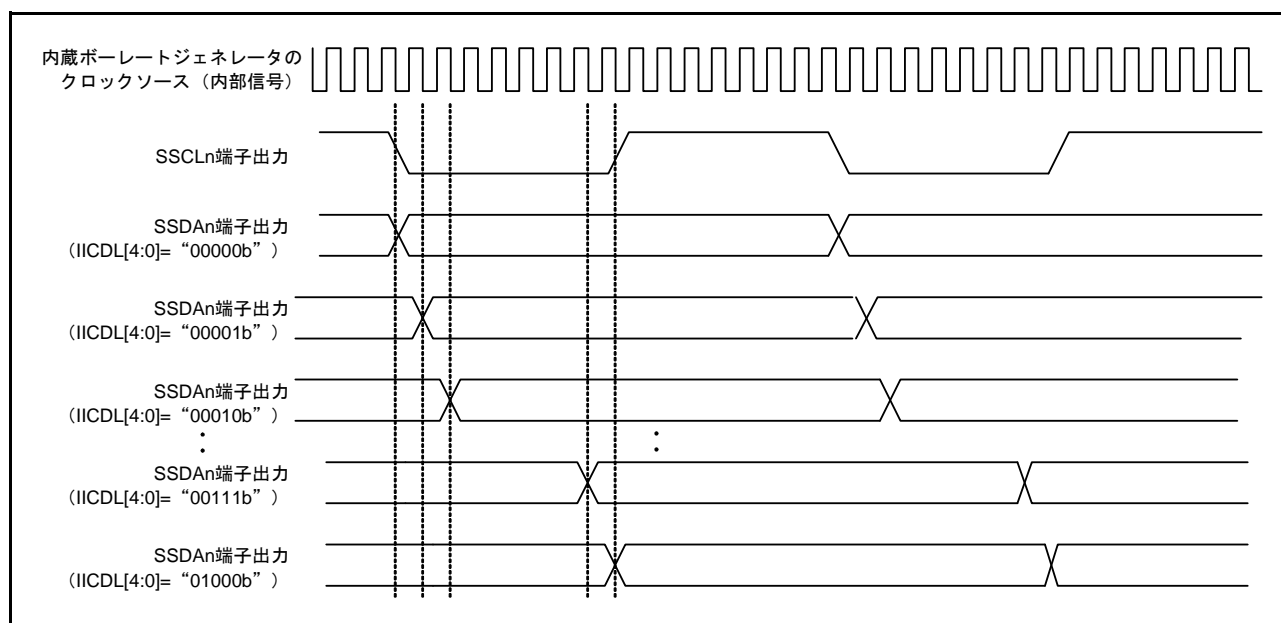 内蔵ボーレートジェネレータの
クロックソース（内部信号）
SSCLn端子出力
SSDAn端子出力
（IICDL[4:0]= “00000b” ）
SSDAn端子出力
（IICDL[4:0]= “00001b” ）
SSDAn端子出力
（IICDL[4:0]= “00010b” ）
SSDAn端子出力
（IICDL[4:0]= “00111b” ）
SSDAn端子出力
（IICDL[4:0]= “01000b” ）